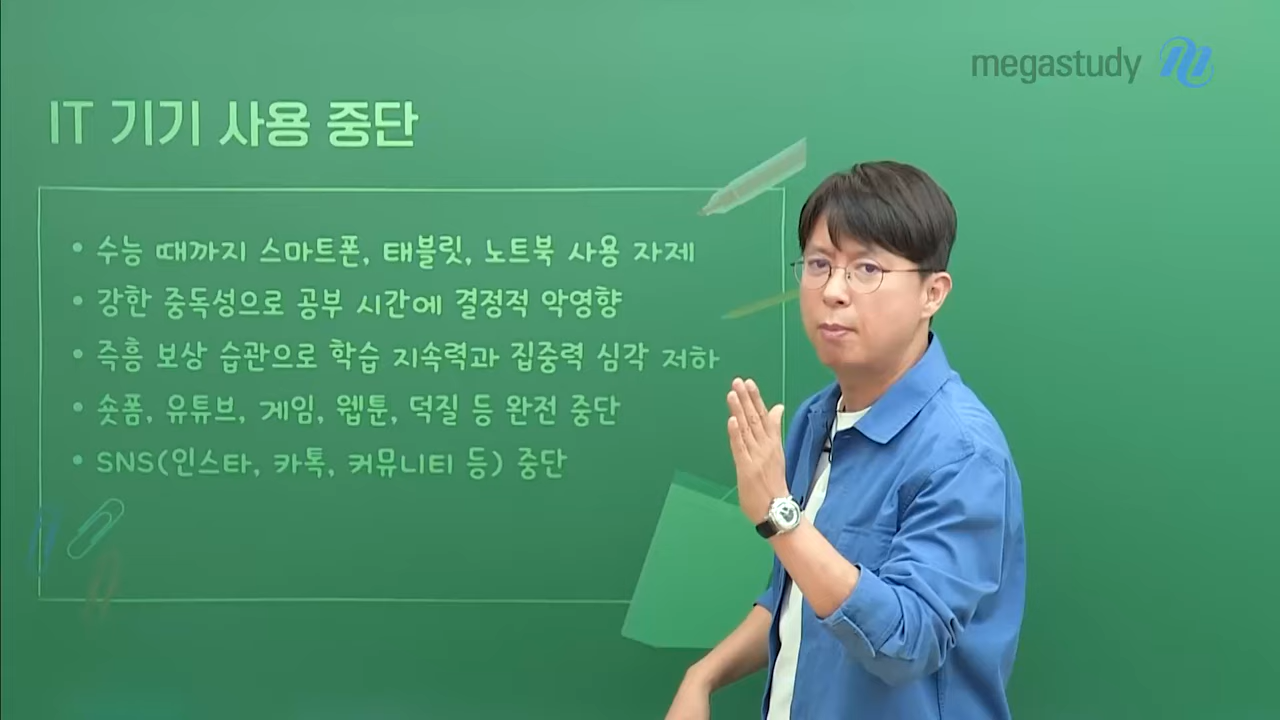 megastudy
IT 기기 사용 중단
• 수능 때까지 스마트폰, 태블릿, 노트북 사용 자제
• 강한 중독성으로 공부 시간에 결정적 악영향
• 즉흥 보상 습관으로 학습 지속력과 집중력 심각 저하
• 숏폼, 유튜브, 게임, 웹툰, 덕질 등 완전 중단
• SNS(인스타, 카톡, 커뮤니티 등) 중단